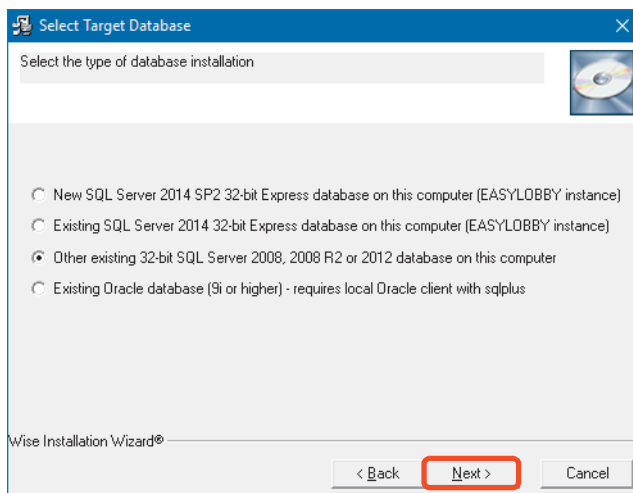 Select Target Database
Select the type of database installation
New SQL Server 2014 SP2 32-bit Express database on this computer (EASYLOBBY instance)
Existing SQL Server 2014 32-bit Express database on this computer (EASYLOBBY instance)
Other existing 32-bit SQL Server 2008, 2008 R2 or 2012 database on this computer
Existing Oracle database (9i or higher) - requires local Oracle client with sqlplus
Wise Installation Wizard®
< Back Next > Cancel